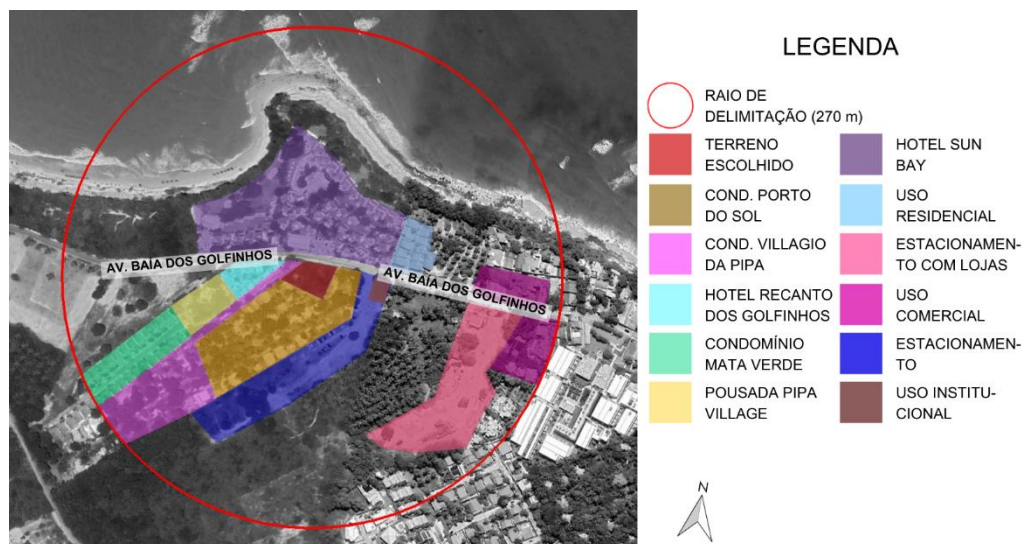 AV. BAÍA DOS GOLFINHOS
AV. BAÍA DOS GOLFINHOS
LEGENDA
RAIO DE
DELIMITAÇÃO (270 m)
TERRENO
ESCOLHIDO
HOTEL SUN
BAY
COND. PORTO
DO SOL
USO
RESIDENCIAL
COND. VILLAGIO
DA PIPA
ESTACIONAMEN-
TO COM LOJAS
HOTEL RECANTO
DOS GOLFINHOS
USO
COMERCIAL
CONDOMÍNIO
MATA VERDE
ESTACIONAMEN-
TO
POUSADA PIPA
VILLAGE
USO INSTITU-
CIONAL
N